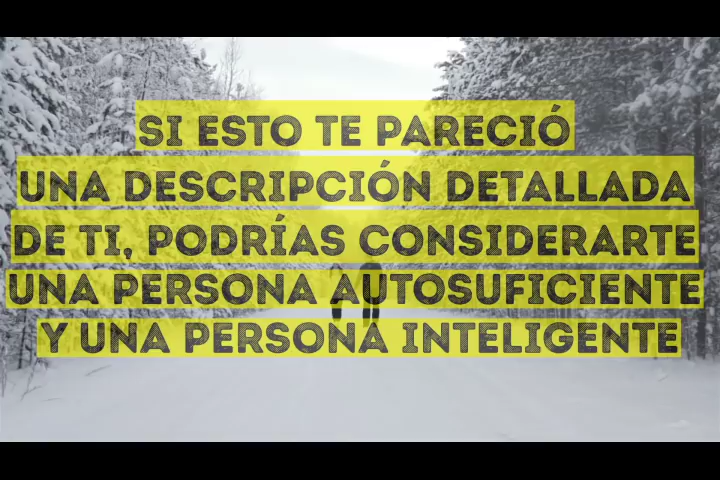 SI ESTO TE PARECIÓ
UNA DESCRIPCIÓN DETALLADA
DE TI, PODRÍAS CONSIDERARTE
UNA PERSONA AUTOSUFICIENTE
Y UNA PERSONA INTELIGENTE